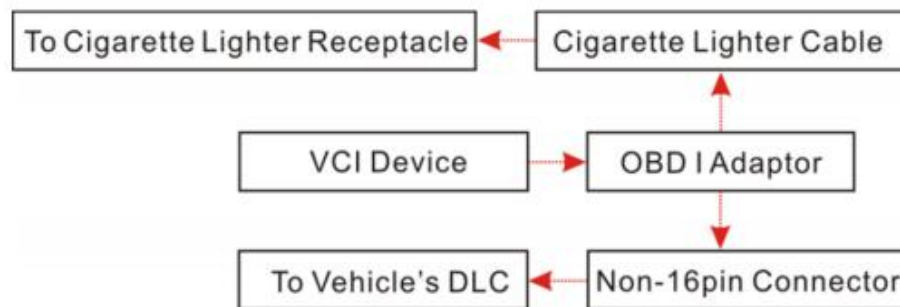 To Cigarette Lighter Receptacle
Cigarette Lighter Cable
VCI Device
OBD I Adaptor
To Vehicle's DLC
Non-16pin Connector